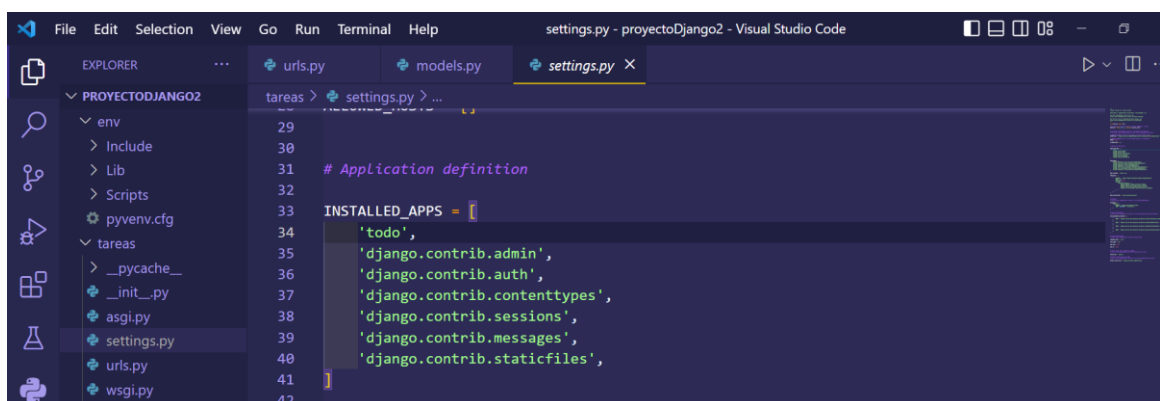 File Edit Selection View Go Run Terminal Help settings.py - proyectoDjango2 - Visual Studio Code
EXPLORER ...
urls.py models.py settings.py
PROYECTODJANGO2
env
Include
Lib
Scripts
pyvenv.cfg
tareas
__pycache__
__init__.py
asgi.py
settings.py
urls.py
wsgi.py
tareas > settings.py > ...
29
30
31 # Application definition
32
33 INSTALLED_APPS = [
34 'todo',
35 'django.contrib.admin',
36 'django.contrib.auth',
37 'django.contrib.contenttypes',
38 'django.contrib.sessions',
39 'django.contrib.messages',
40 'django.contrib.staticfiles',
41 ]